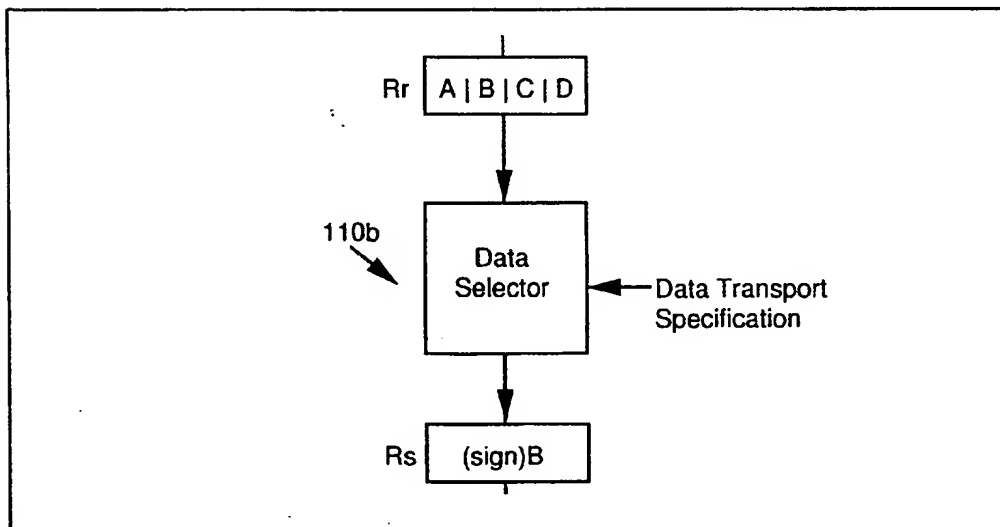 Rr A | B | C | D
110b
Data
Selector
Data Transport
Specification
Rs (sign)B